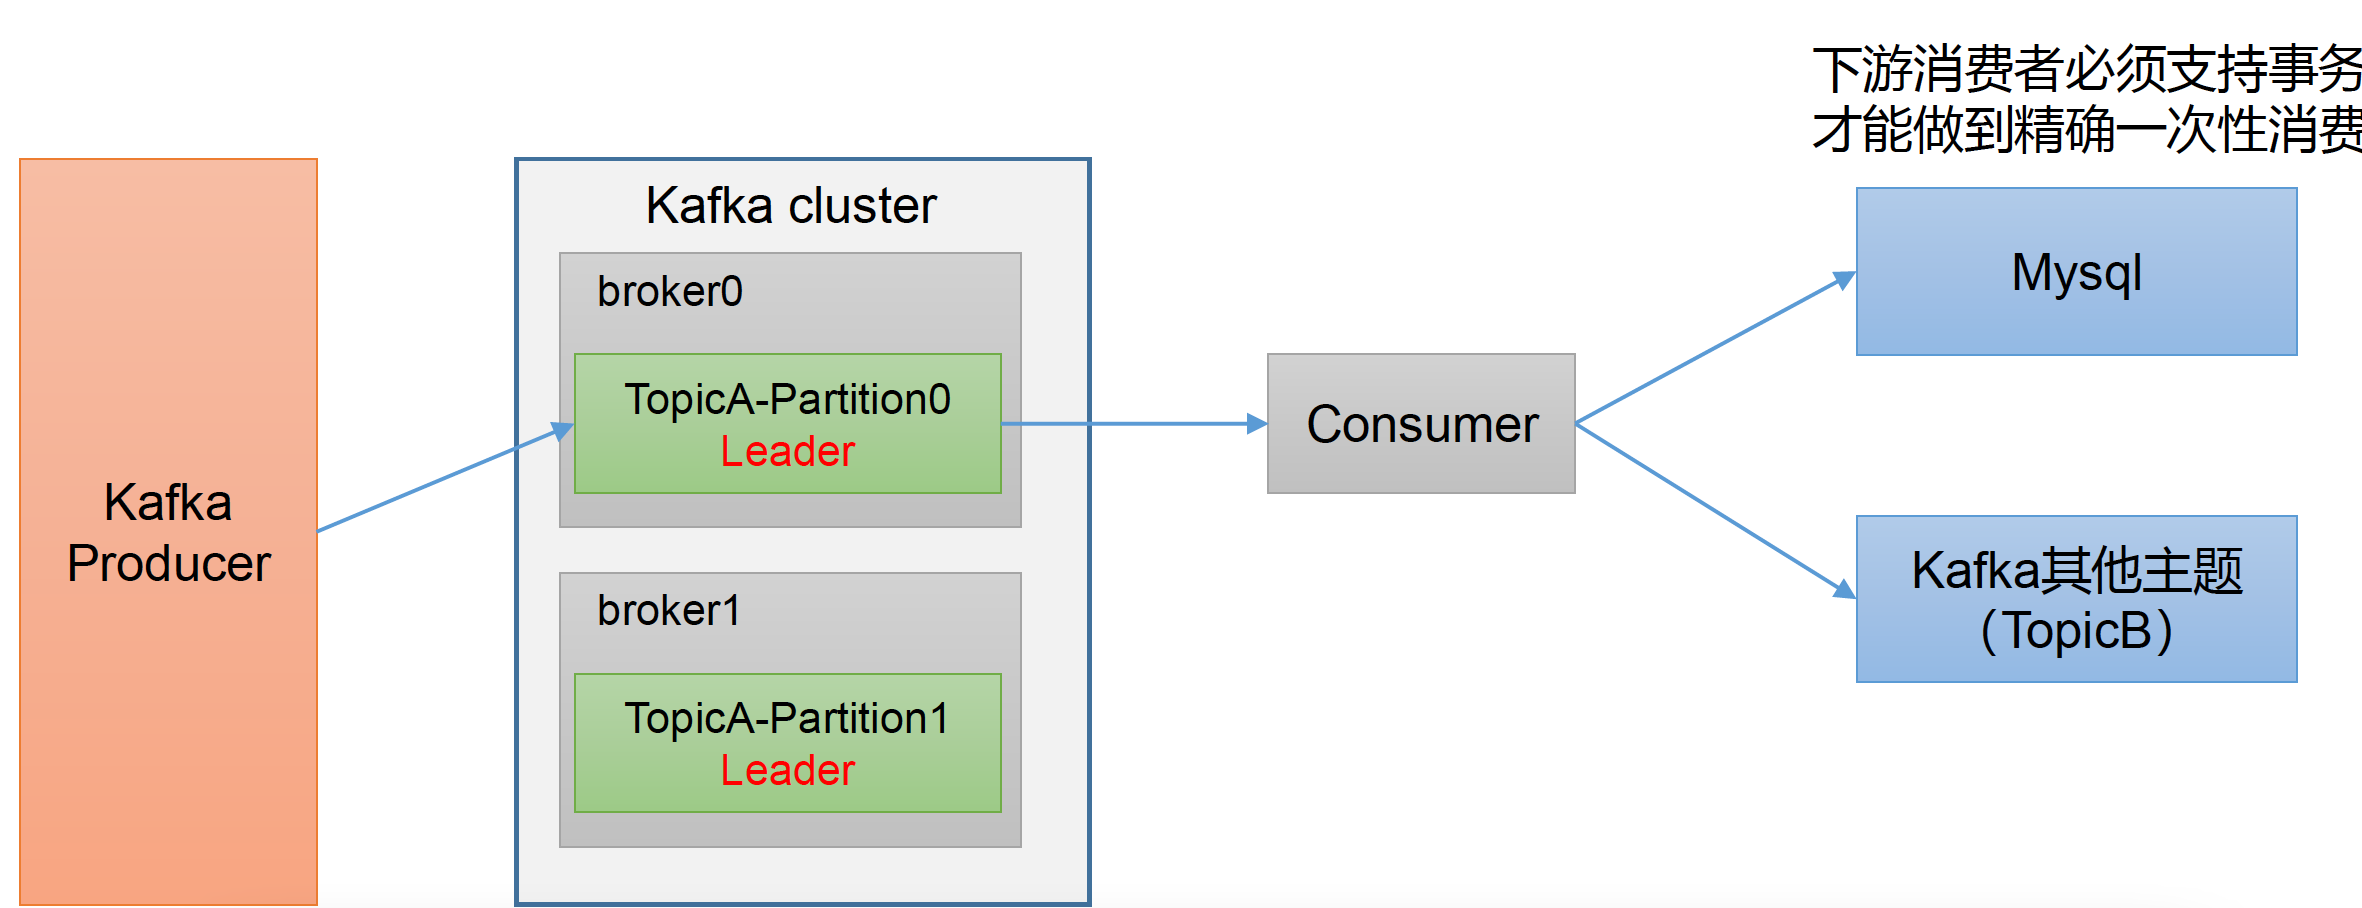 下游消费者必须支持事务
才能做到精确一次性消费
Kafka
Producer
Kafka cluster
broker0
TopicA-Partition0
Leader
broker1
TopicA-Partition1
Leader
Consumer
Mysql
Kafka其他主题
（TopicB）